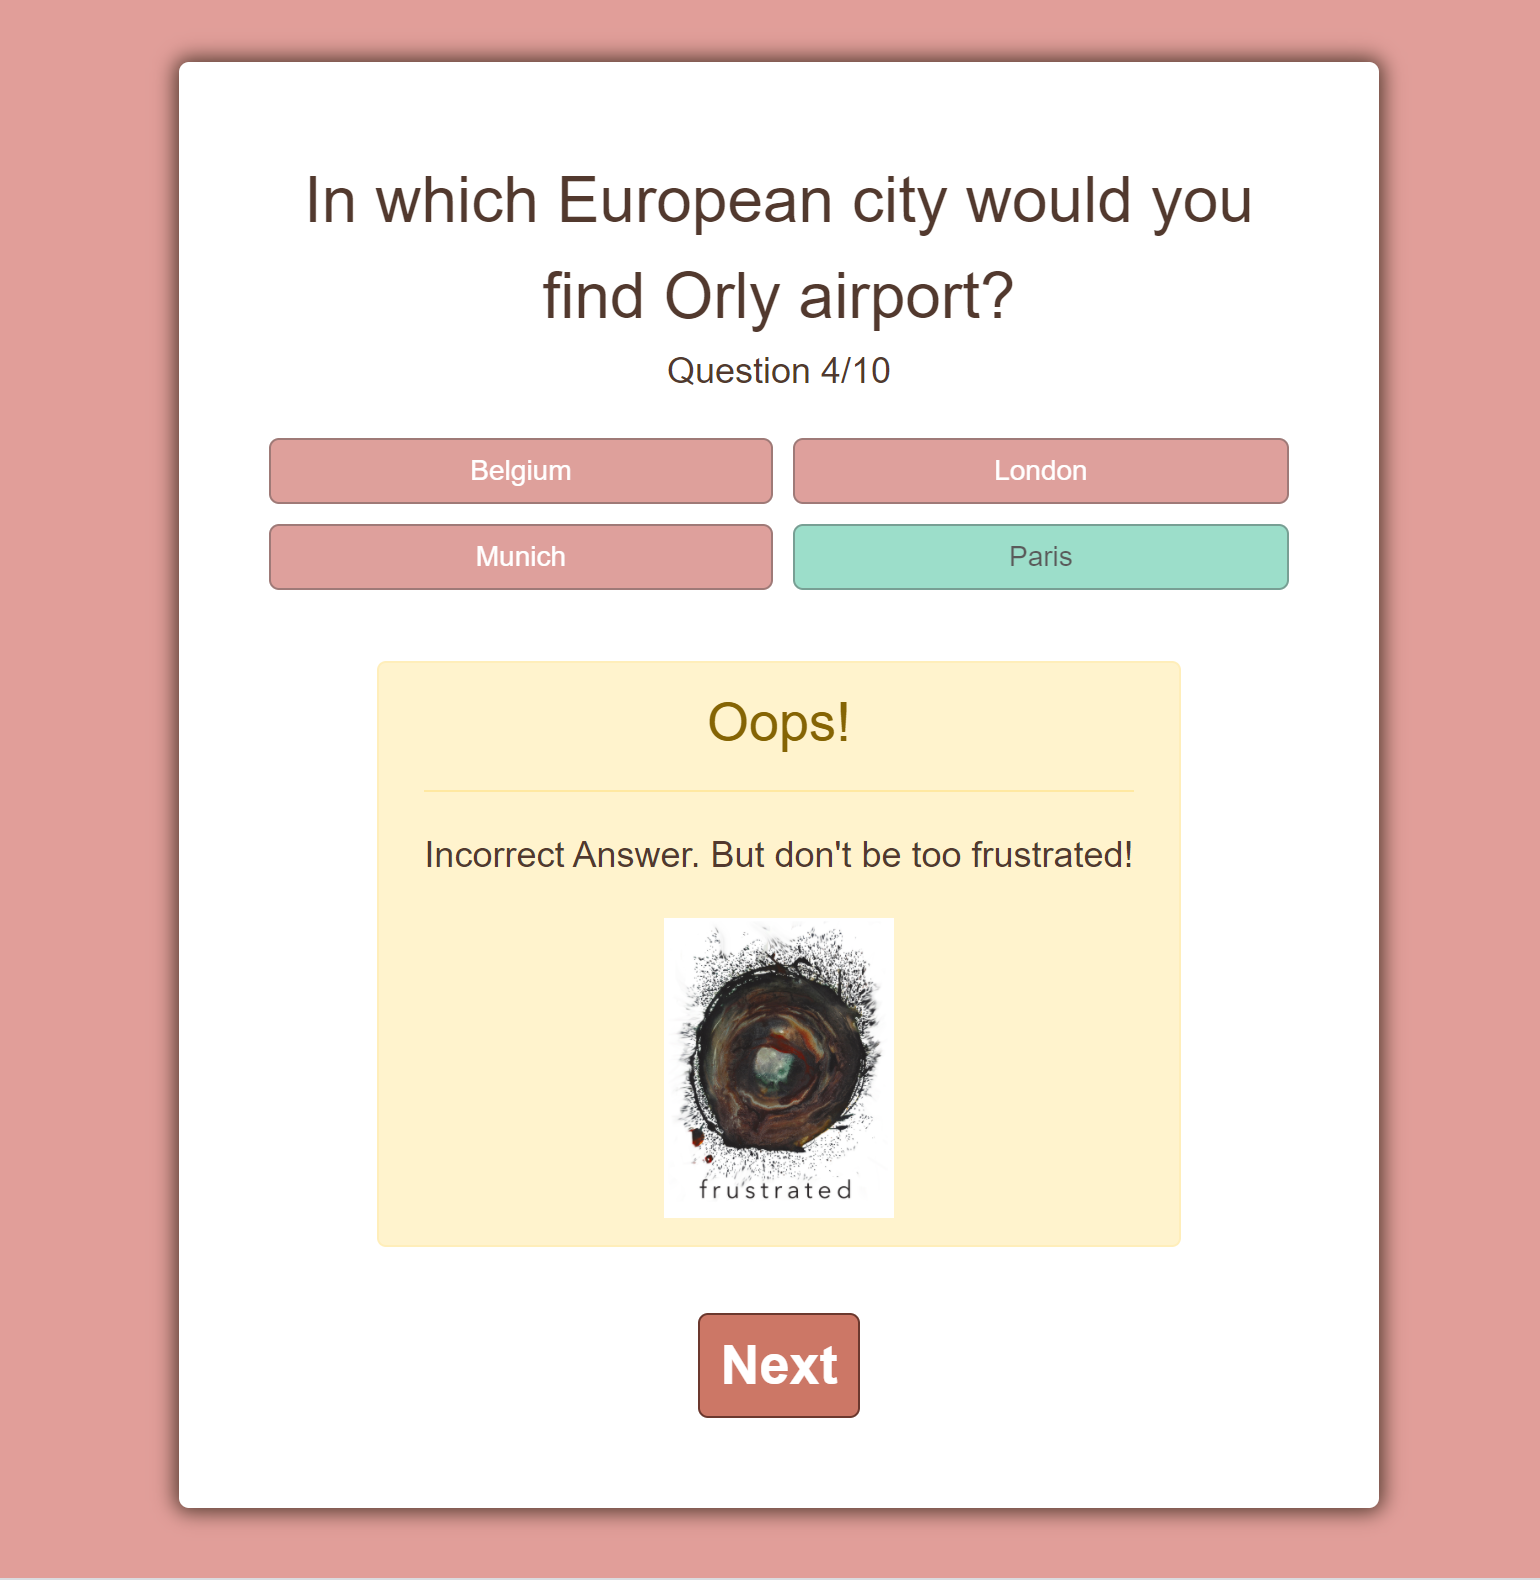 In which European city would you
find Orly airport?
Question 4/10
Belgium
London
Munich
Paris
Oops!
Incorrect Answer. But don't be too frustrated!
frustrated
Next